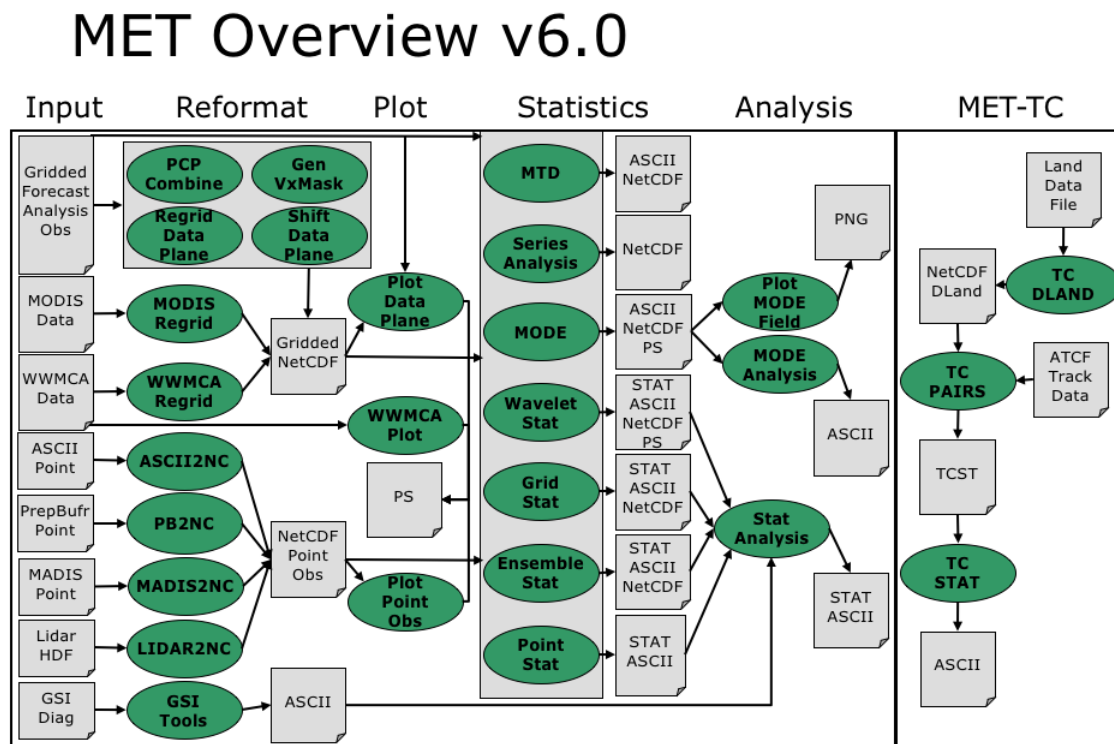 MET Overview v6.0
Input
Reformat
Plot
Statistics
Analysis
MET-TC
Gridded
Forecast
Analysis
Obs
MODIS
Data
WWMCA
Data
ASCII
Point
PrepBufr
Point
MADIS
Point
Lidar
HDF
GSI
Diag
PCP
Combine
Gen
VxMask
Regrid
Data
Plane
Shift
Data
Plane
MODIS
Regrid
WWMCA
Regrid
ASCII2NC
PB2NC
MADIS2NC
LIDAR2NC
GSI
Tools
Gridded
NetCDF
NetCDF
Point
Obs
ASCII
Plot
Data
Plane
WWMCA
Plot
PS
Plot
Point
Obs
MTD
Series
Analysis
MODE
Wavelet
Stat
Grid
Stat
Ensemble
Stat
Point
Stat
ASCII
NetCDF
NetCDF
ASCII
NetCDF
PS
STAT
ASCII
NetCDF
PS
STAT
ASCII
NetCDF
STAT
ASCII
NetCDF
STAT
ASCII
PNG
Plot
MODE
Field
MODE
Analysis
ASCII
Stat
Analysis
STAT
ASCII
Land
Data
File
NetCDF
DLand
TC
DLAND
TC
PAIRS
ATCF
Track
Data
TCST
TC
STAT
ASCII